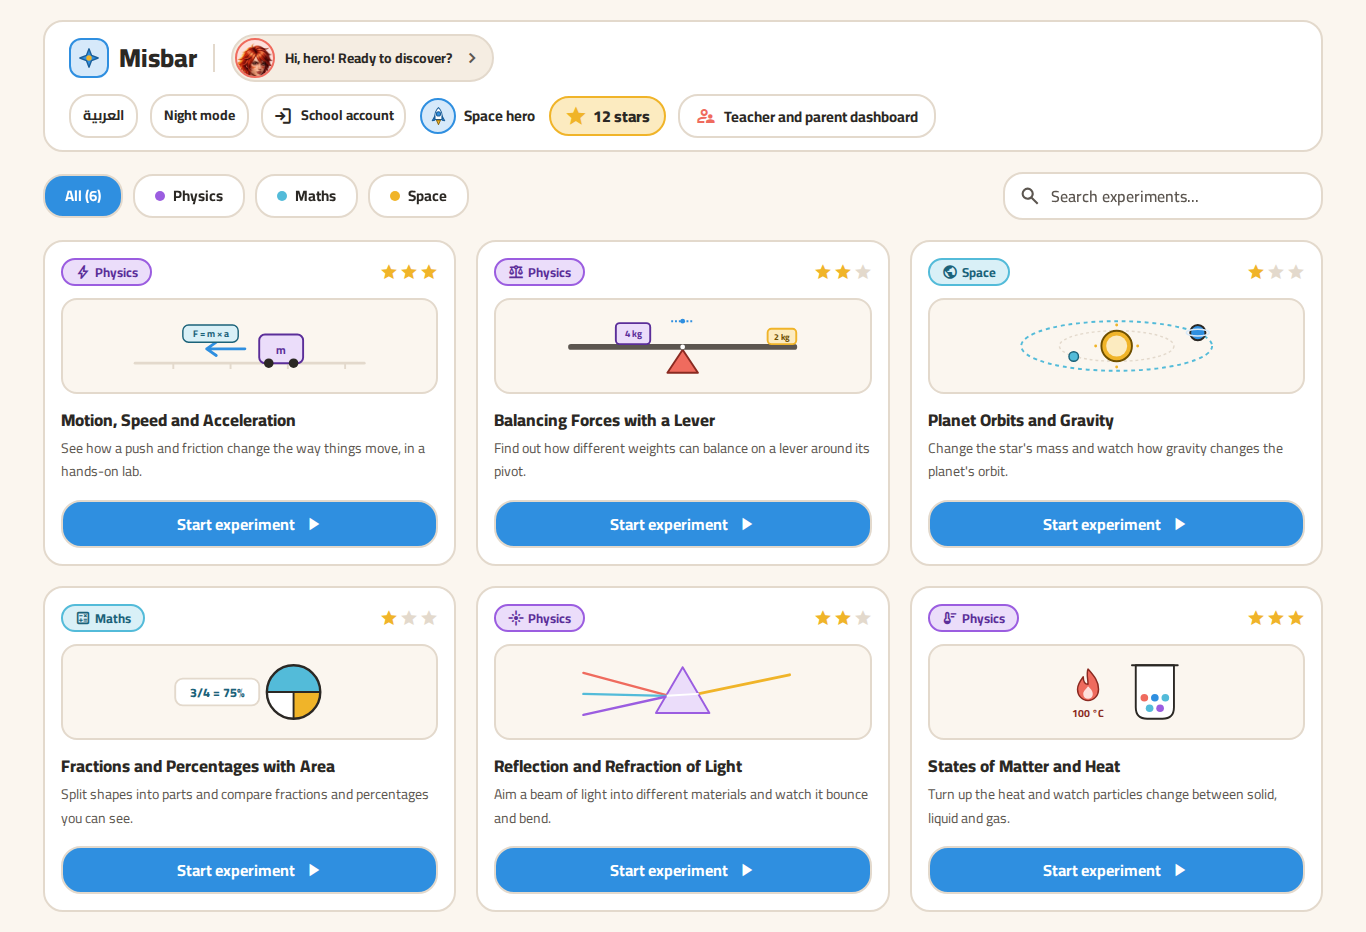 Misbar
Hi, hero! Ready to discover?
العربية
Night mode
School account
Space hero
12 stars
Teacher and parent dashboard
All (6)
Physics
Maths
Space
Search experiments...
Physics
F = m × a
m
Motion, Speed and Acceleration
See how a push and friction change the way things move, in a
hands-on lab.
Start experiment
Physics
4 kg
2 kg
Balancing Forces with a Lever
Find out how different weights can balance on a lever around its
pivot.
Start experiment
Space
Planet Orbits and Gravity
Change the star's mass and watch how gravity changes the
planet's orbit.
Start experiment
Maths
3/4 = 75%
Fractions and Percentages with Area
Split shapes into parts and compare fractions and percentages
you can see.
Start experiment
Physics
Reflection and Refraction of Light
Aim a beam of light into different materials and watch it bounce
and bend.
Start experiment
Physics
100 °C
States of Matter and Heat
Turn up the heat and watch particles change between solid,
liquid and gas.
Start experiment